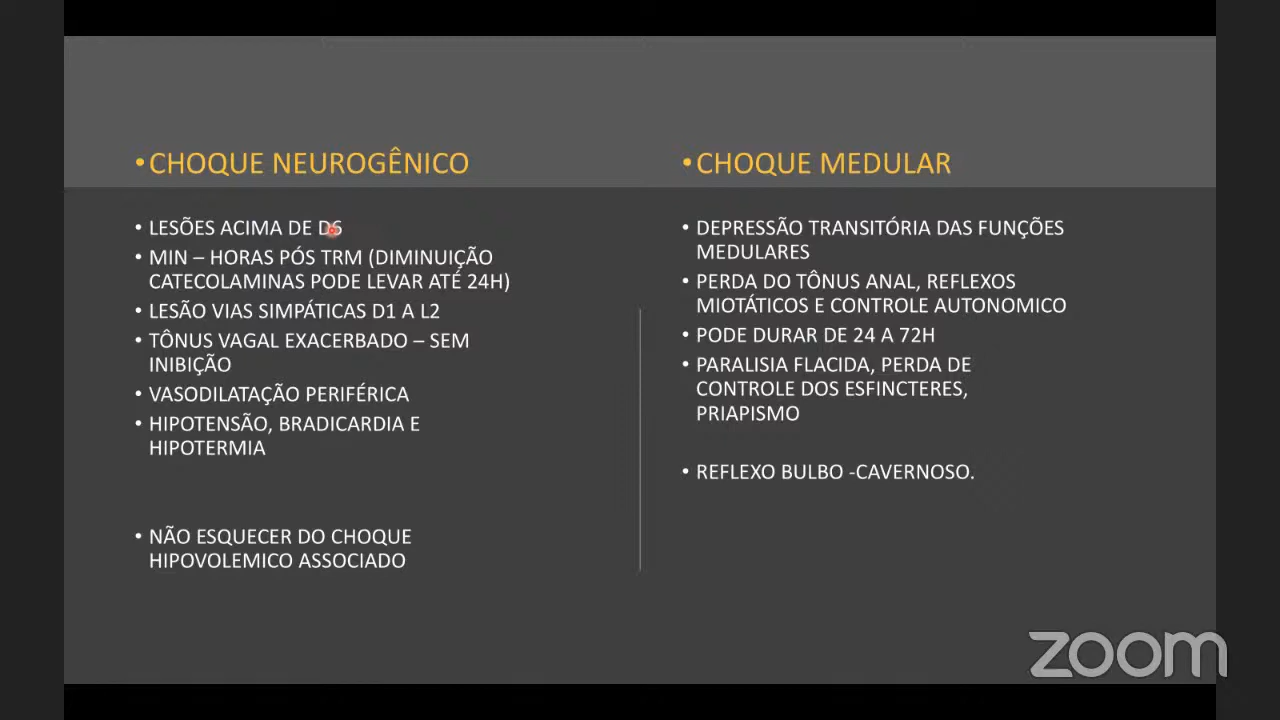 •CHOQUE NEUROGÊNICO
• LESÕES ACIMA DE D6
• MIN – HORAS PÓS TRM (DIMINUIÇÃO
CATECOLAMINAS PODE LEVAR ATÉ 24H)
• LESÃO VIAS SIMPÁTICAS D1 A L2
• TÔNUS VAGAL EXACERBADO – SEM
INIBIÇÃO
• VASODILATAÇÃO PERIFÉRICA
• HIPOTENSÃO, BRADICARDIA E
HIPOTERMIA
• NÃO ESQUECER DO CHOQUE
HIPOVOLEMICO ASSOCIADO
•CHOQUE MEDULAR
• DEPRESSÃO TRANSITÓRIA DAS FUNÇÕES
MEDULARES
• PERDA DO TÔNUS ANAL, REFLEXOS
MIOTÁTICOS E CONTROLE AUTONOMICO
• PODE DURAR DE 24 A 72H
• PARALISIA FLACIDA, PERDA DE
CONTROLE DOS ESFINCTERES,
PRIAPISMO
• REFLEXO BULBO -CAVERNOSO.
zoom